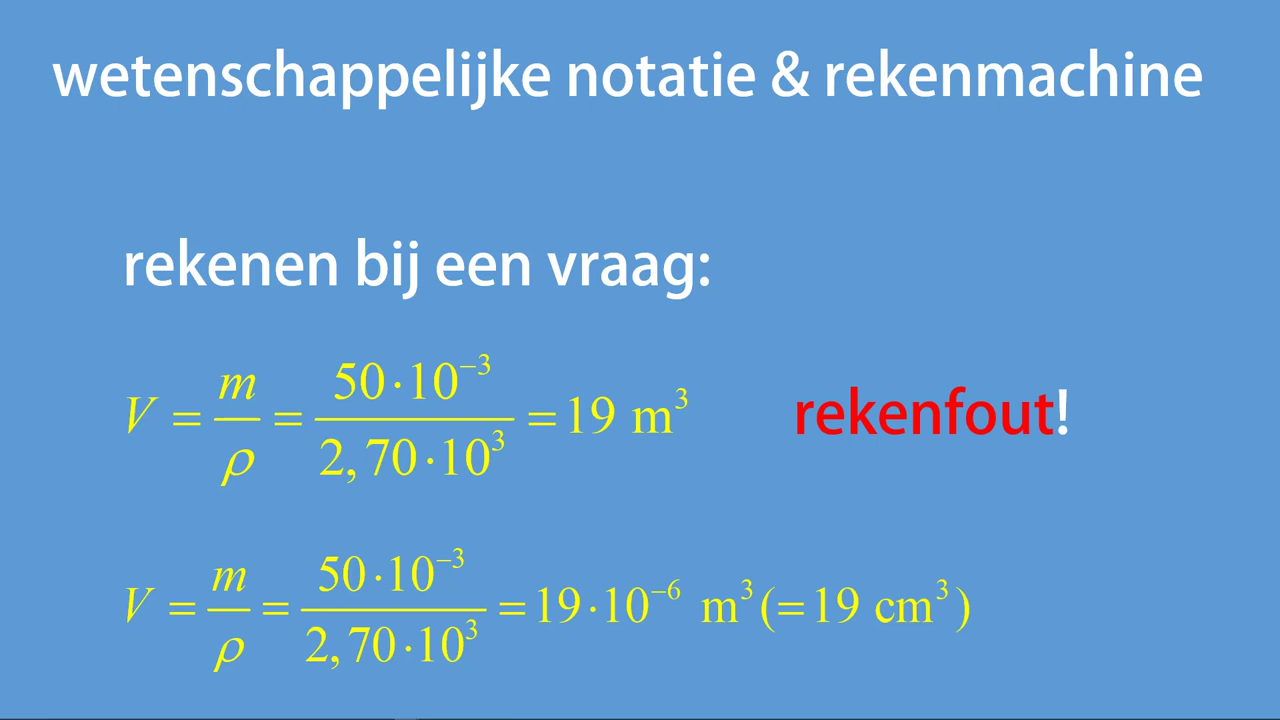 wetenschappelijke notatie & rekenmachine
rekenen bij een vraag:
V = m/ρ = 50·10⁻³/2,70·10³ = 19 m³ rekenfout!
V = m/ρ = 50·10⁻³/2,70·10³ = 19·10⁻⁶ m³ (= 19 cm³)